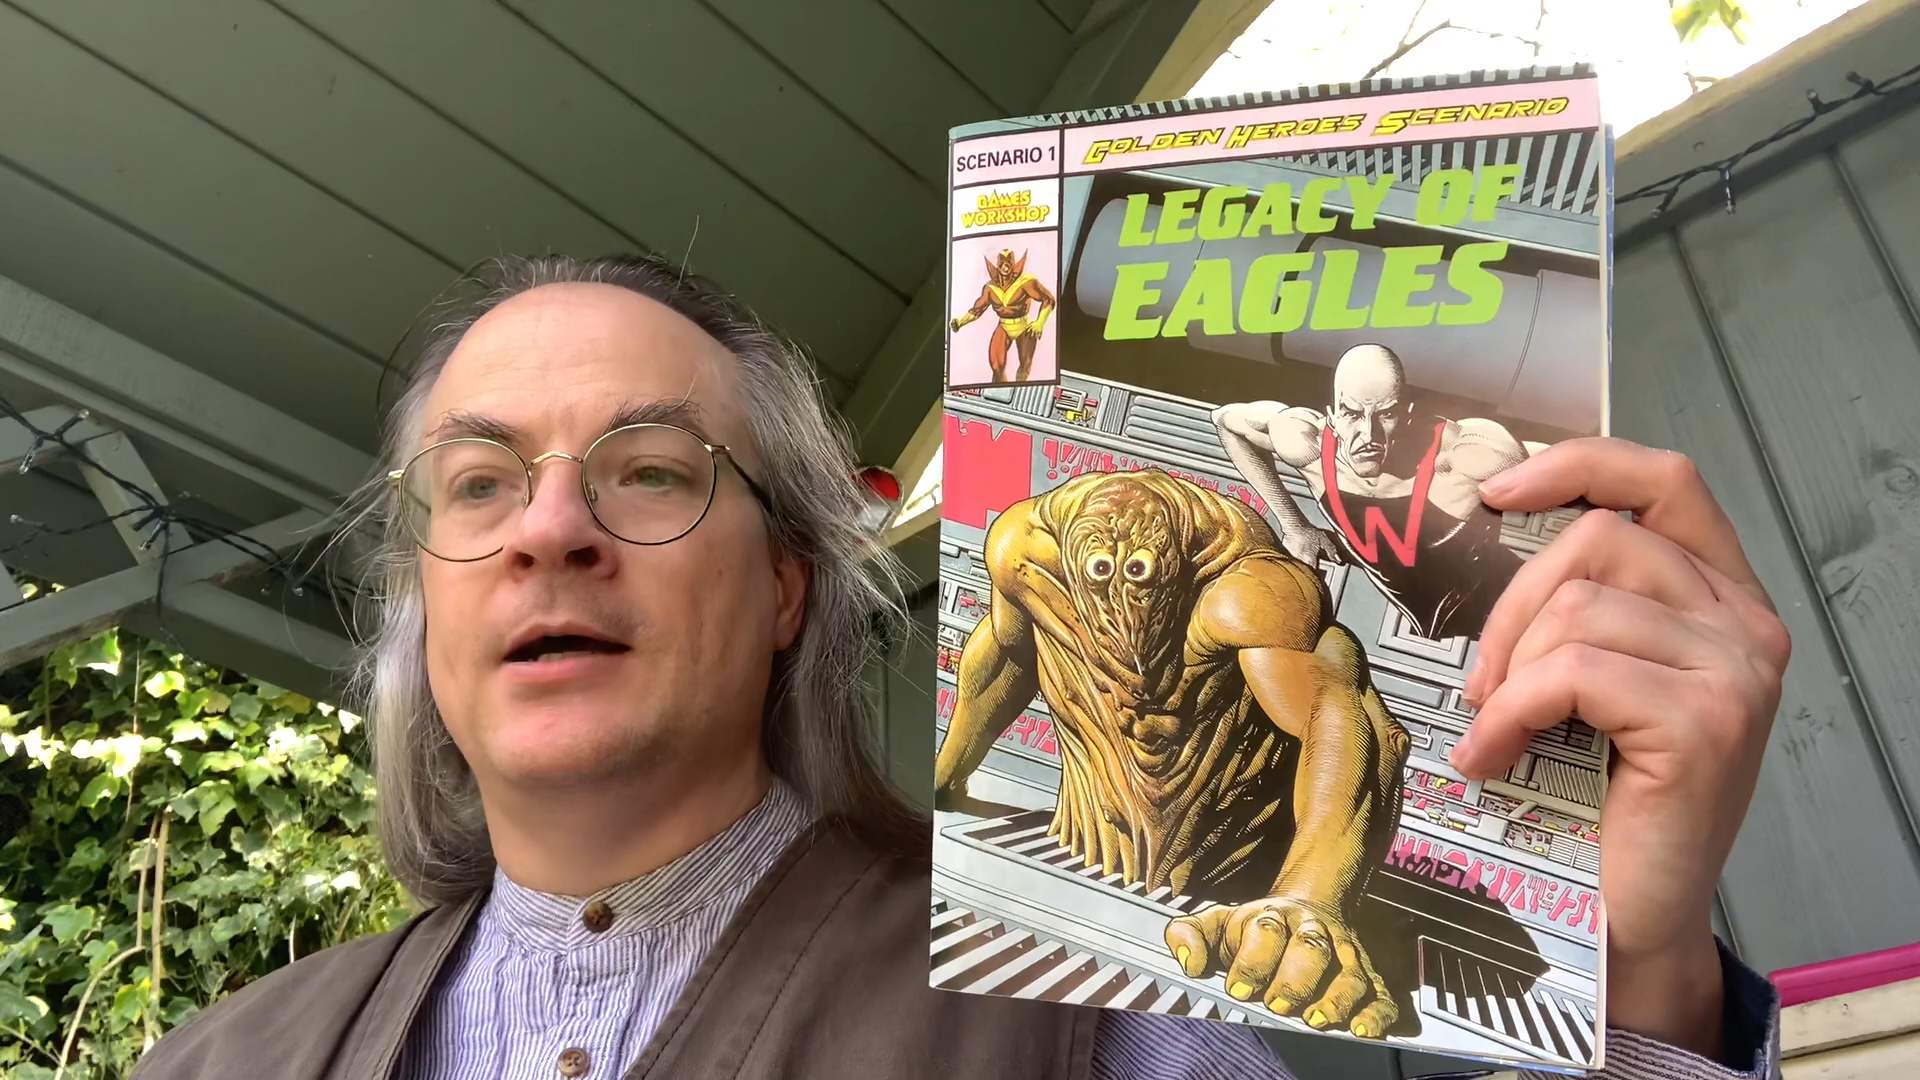 GOLDEN HEROES SCENARIO
SCENARIO 1
GAMES
WORKSHOP
LEGACY OF
EAGLES
W